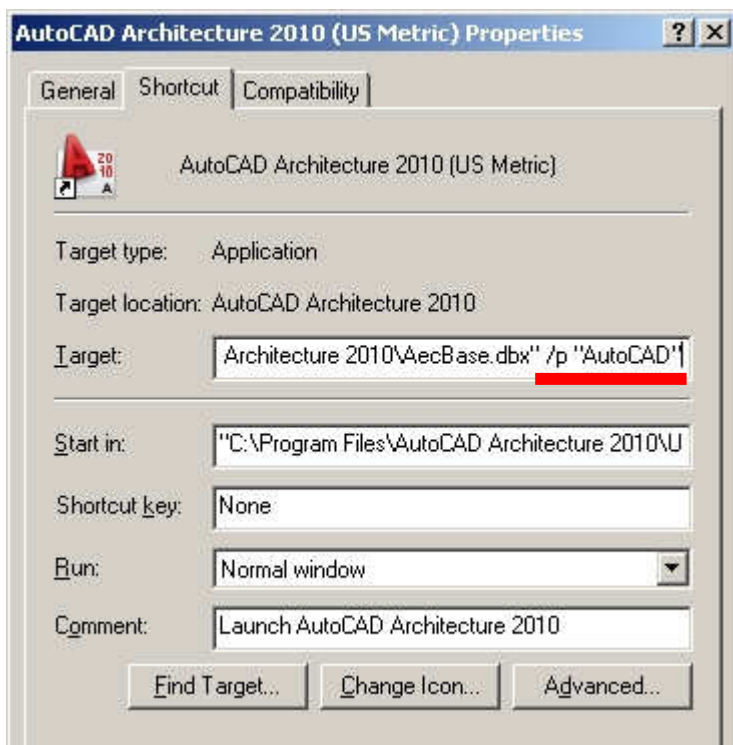 AutoCAD Architecture 2010 (US Metric) Properties ? X
General Shortcut Compatibility
20
10
A
AutoCAD Architecture 2010 (US Metric)
Target type: Application
Target location: AutoCAD Architecture 2010
Target: Architecture 2010\AecBase.dbx" /p "AutoCAD"
Start in: "C:\Program Files\AutoCAD Architecture 2010\U
Shortcut key: None
Run: Normal window
Comment: Launch AutoCAD Architecture 2010
Find Target... Change Icon... Advanced...